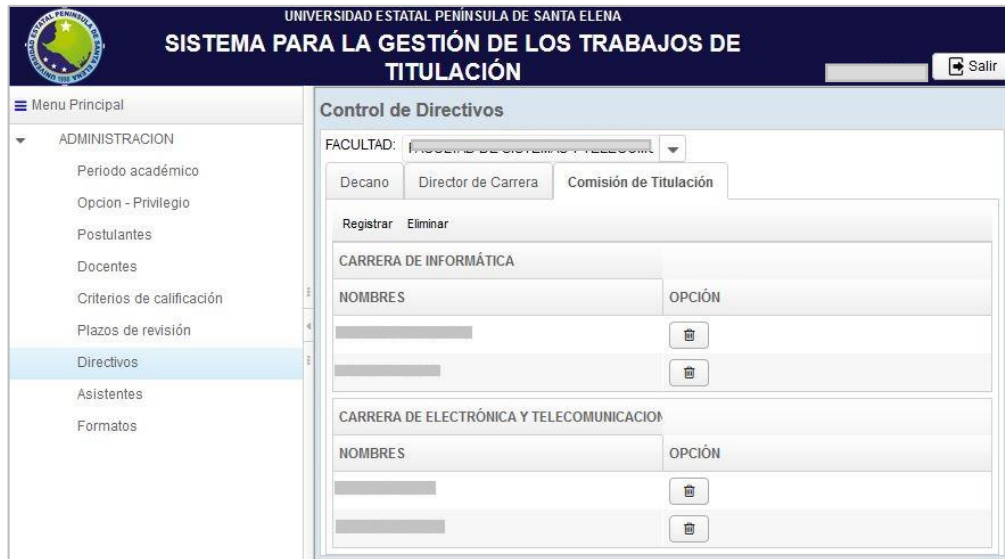 UNIVERSIDAD ESTATAL PENÍNSULA DE SANTA ELENA
SISTEMA PARA LA GESTIÓN DE LOS TRABAJOS DE
TITULACIÓN
Salir
Menu Principal
ADMINISTRACION
Periodo académico
Opcion - Privilegio
Postulantes
Docentes
Criterios de calificación
Plazos de revisión
Directivos
Asistentes
Formatos
Control de Directivos
FACULTAD:
Decano Director de Carrera Comisión de Titulación
Registrar Eliminar
CARRERA DE INFORMÁTICA
NOMBRES OPCIÓN
CARRERA DE ELECTRÓNICA Y TELECOMUNICACION
NOMBRES OPCIÓN